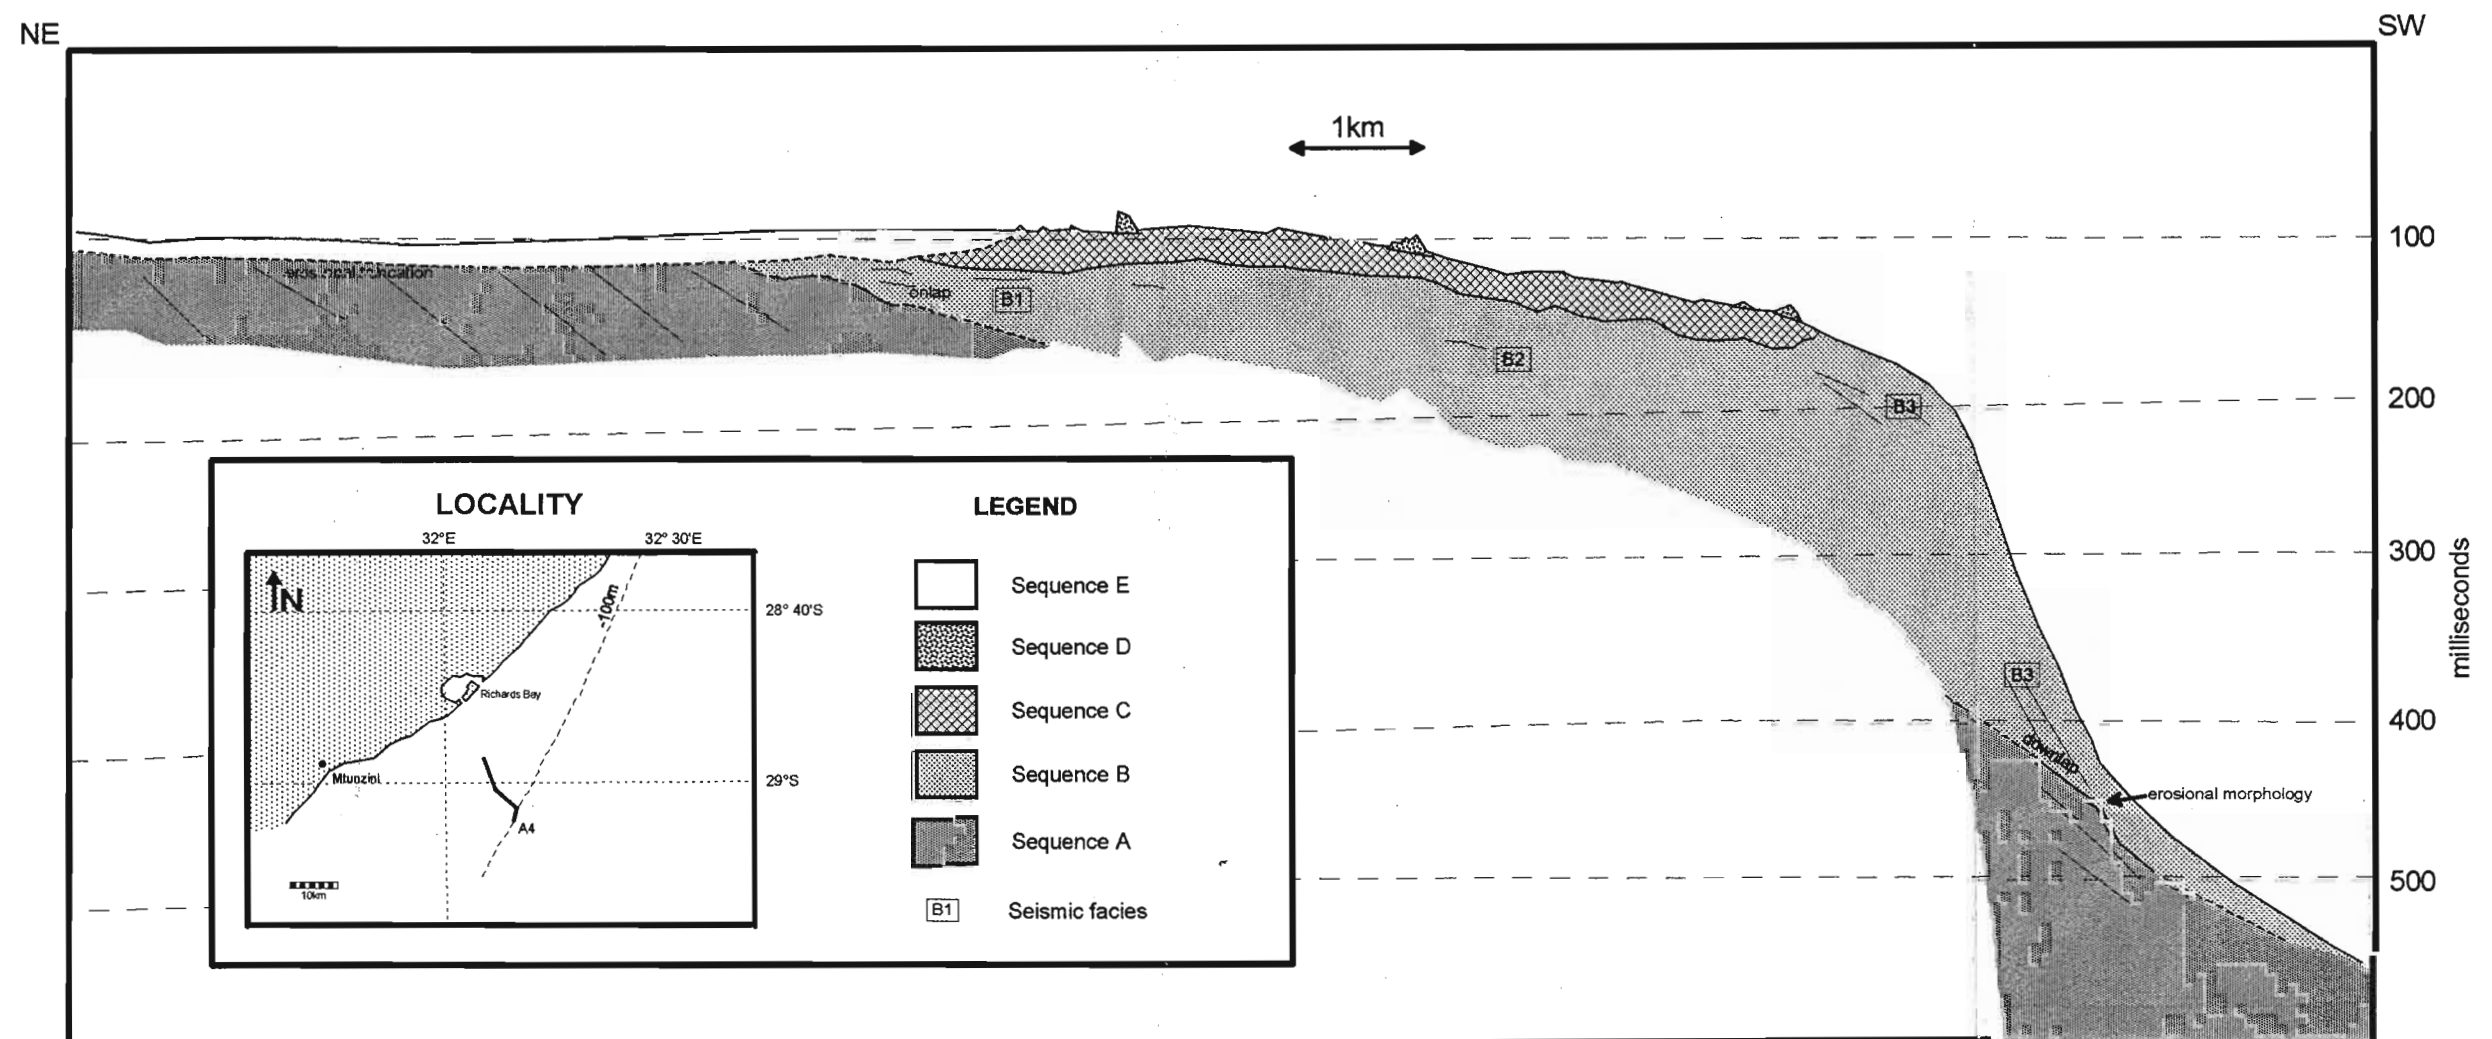 NE
SW
1km
100
erosional truncation
onlap
B1
B2
200
B3
LOCALITY
LEGEND
32°E
32° 30'E
300
milliseconds
Sequence E
N
-100m
28° 40'S
Sequence D
B3
Richards Bay
Sequence C
400
downlap
Mtunzini
29°S
Sequence B
erosional morphology
A4
Sequence A
500
10km
B1
Seismic facies